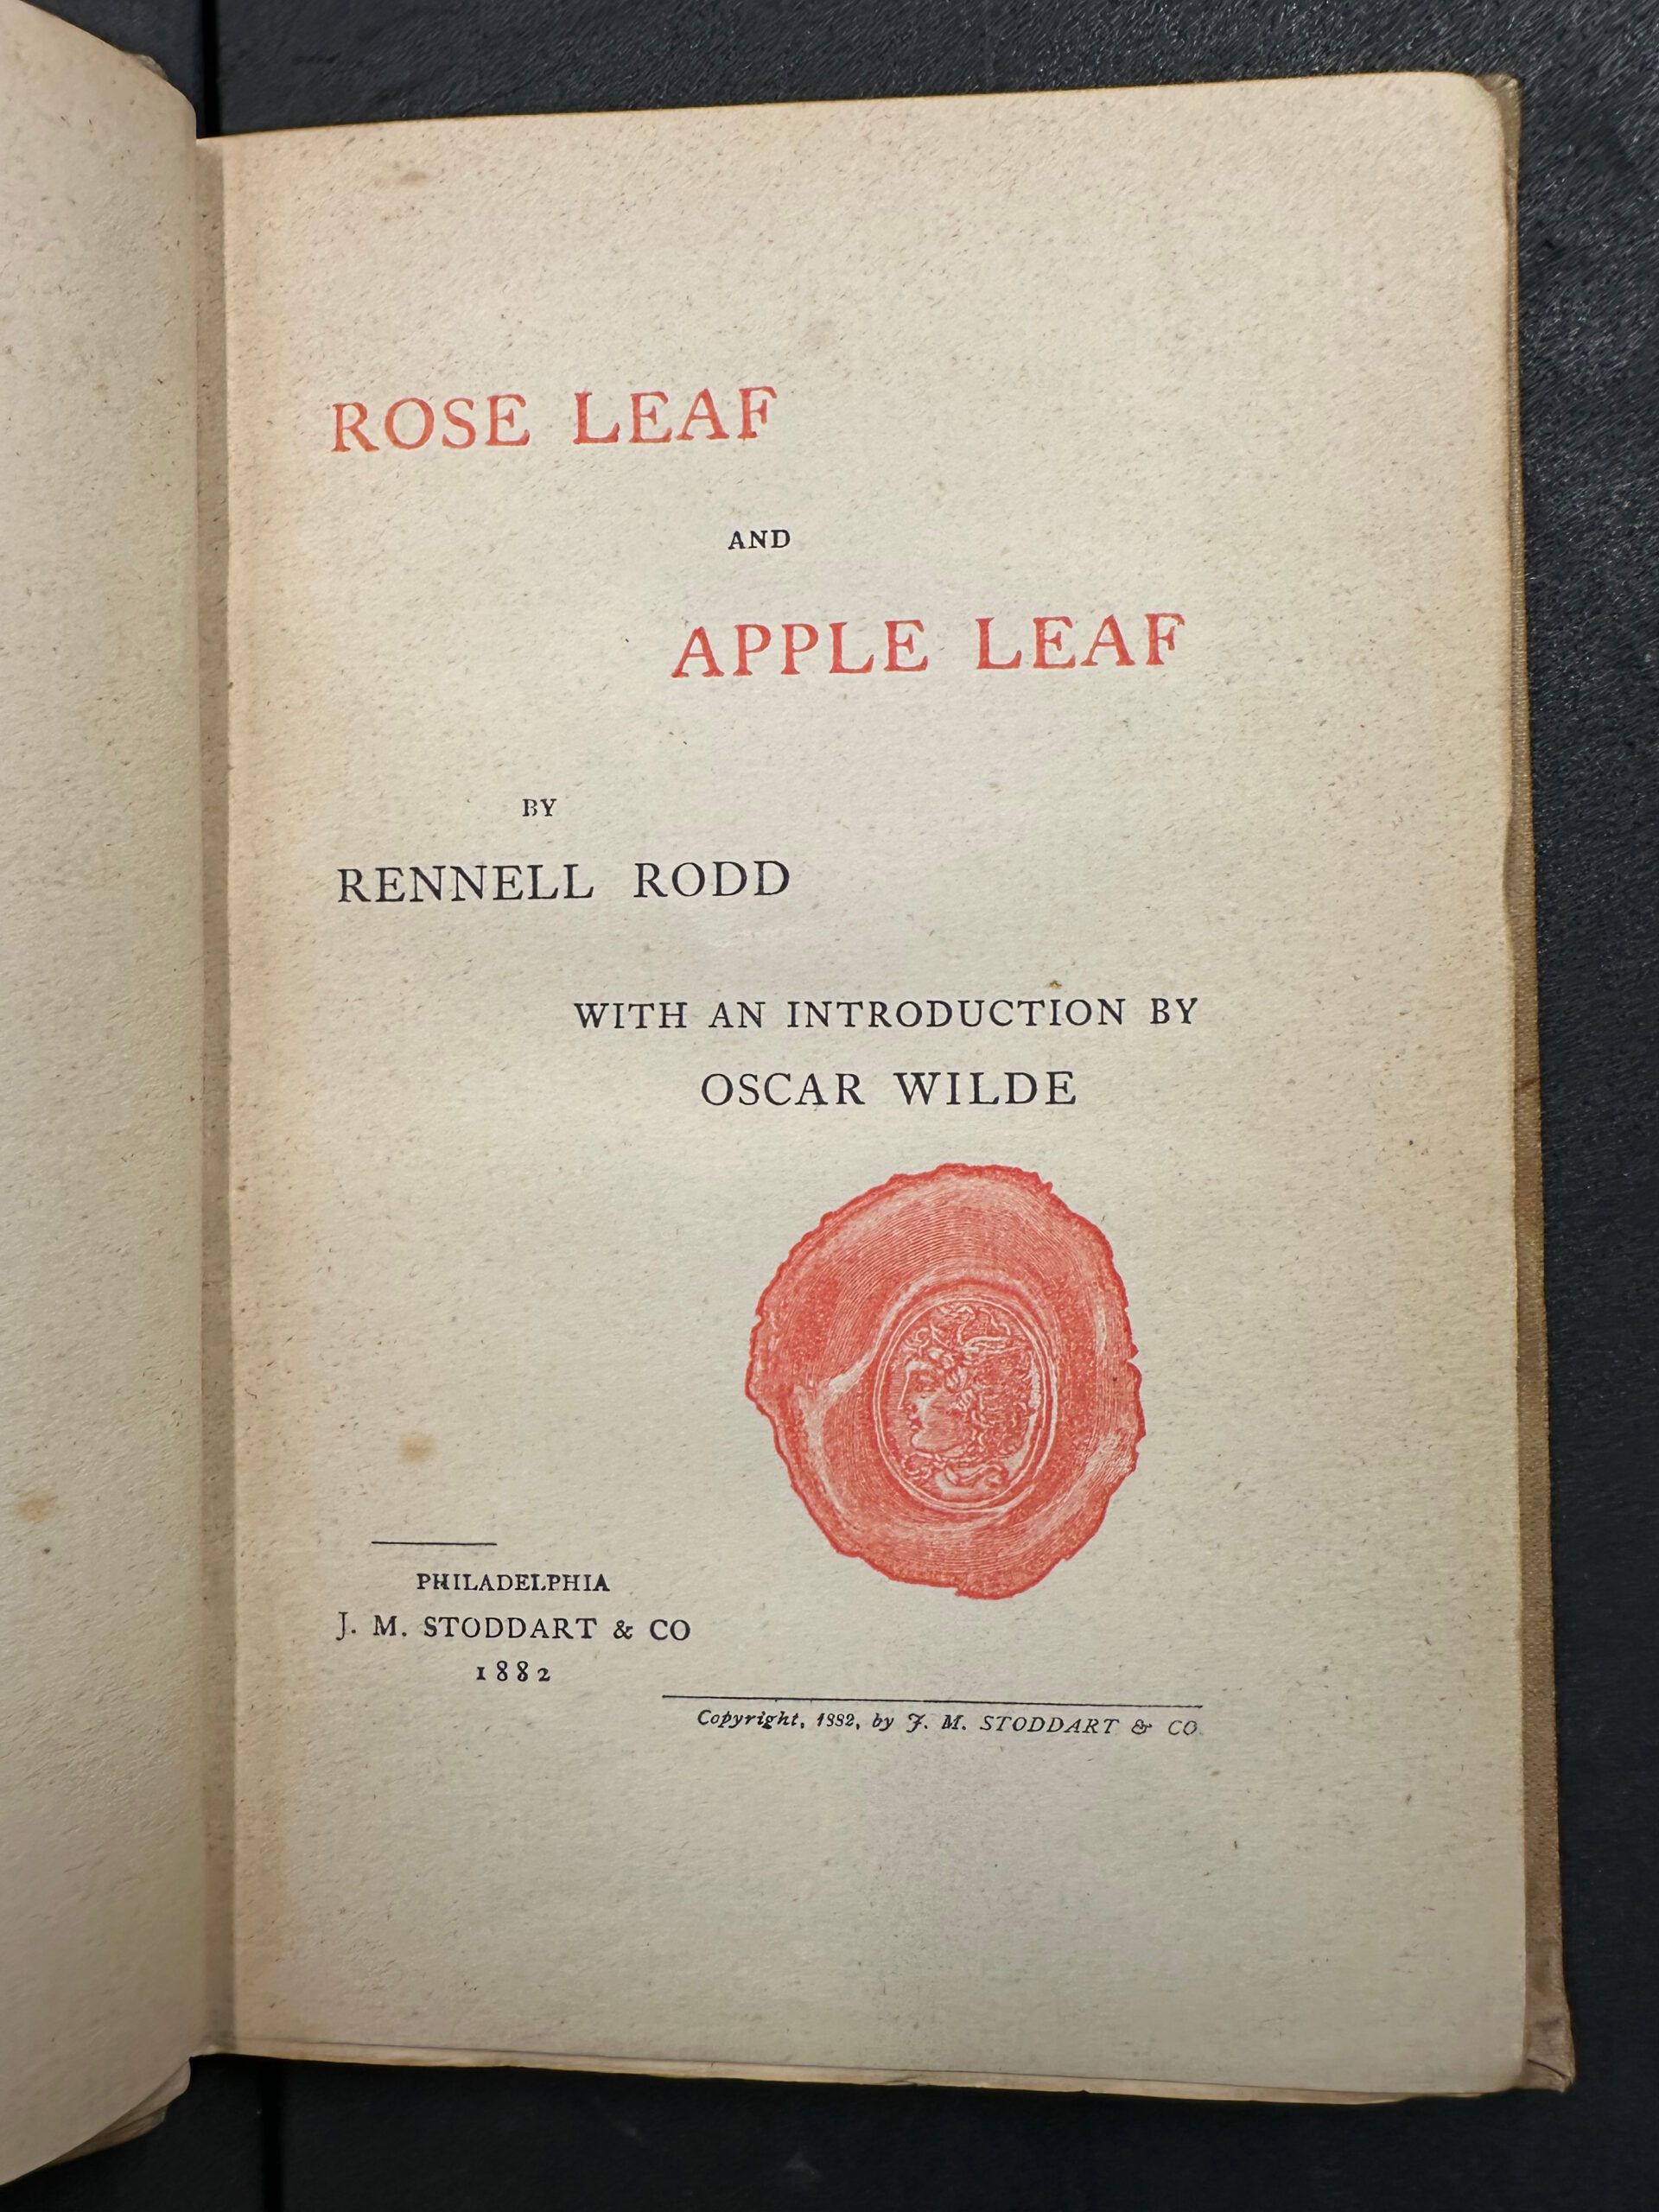 ROSE LEAF
AND
APPLE LEAF
BY
RENNELL RODD
WITH AN INTRODUCTION BY
OSCAR WILDE
PHILADELPHIA
J. M. STODDART & CO
1882
Copyright, 1882, by J. M. STODDART & CO.